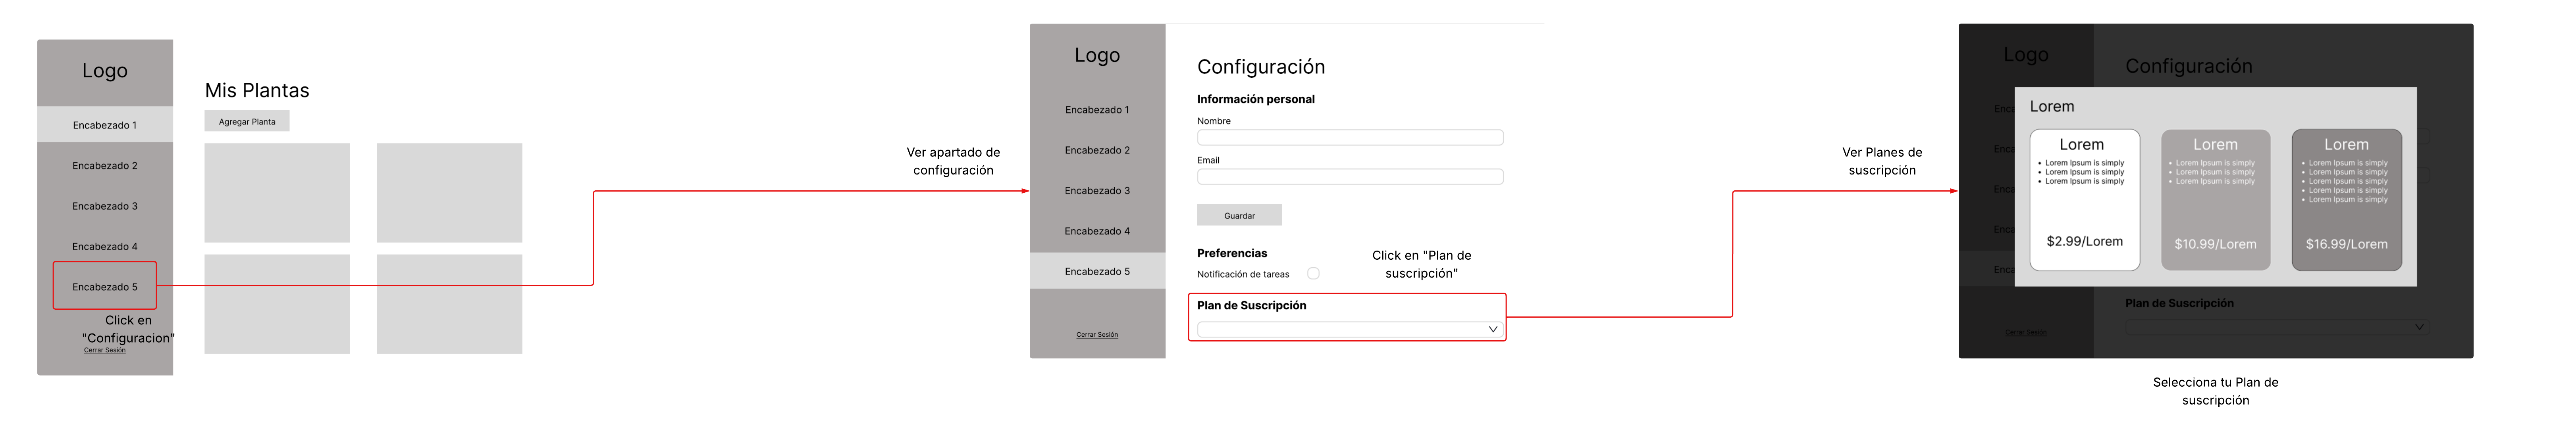 Logo
Encabezado 1
Encabezado 2
Encabezado 3
Encabezado 4
Encabezado 5
Click en
"Configuracion"
Cerrar Sesión
Mis Plantas
Agregar Planta
Ver apartado de
configuración
Logo
Encabezado 1
Encabezado 2
Encabezado 3
Encabezado 4
Encabezado 5
Cerrar Sesión
Configuración
Información personal
Nombre
Email
Guardar
Preferencias
Notificación de tareas
Click en "Plan de
suscripción"
Plan de Suscripción
Ver Planes de
suscripción
Logo
Configuración
Enca
Enca
Enca
Enca
Enca
Cerrar Sesión
Lorem
Lorem
• Lorem Ipsum is simply
• Lorem Ipsum is simply
• Lorem Ipsum is simply
$2.99/Lorem
Lorem
• Lorem Ipsum is simply
• Lorem Ipsum is simply
• Lorem Ipsum is simply
$10.99/Lorem
Lorem
• Lorem Ipsum is simply
• Lorem Ipsum is simply
• Lorem Ipsum is simply
• Lorem Ipsum is simply
• Lorem Ipsum is simply
$16.99/Lorem
Plan de Suscripción
Selecciona tu Plan de
suscripción